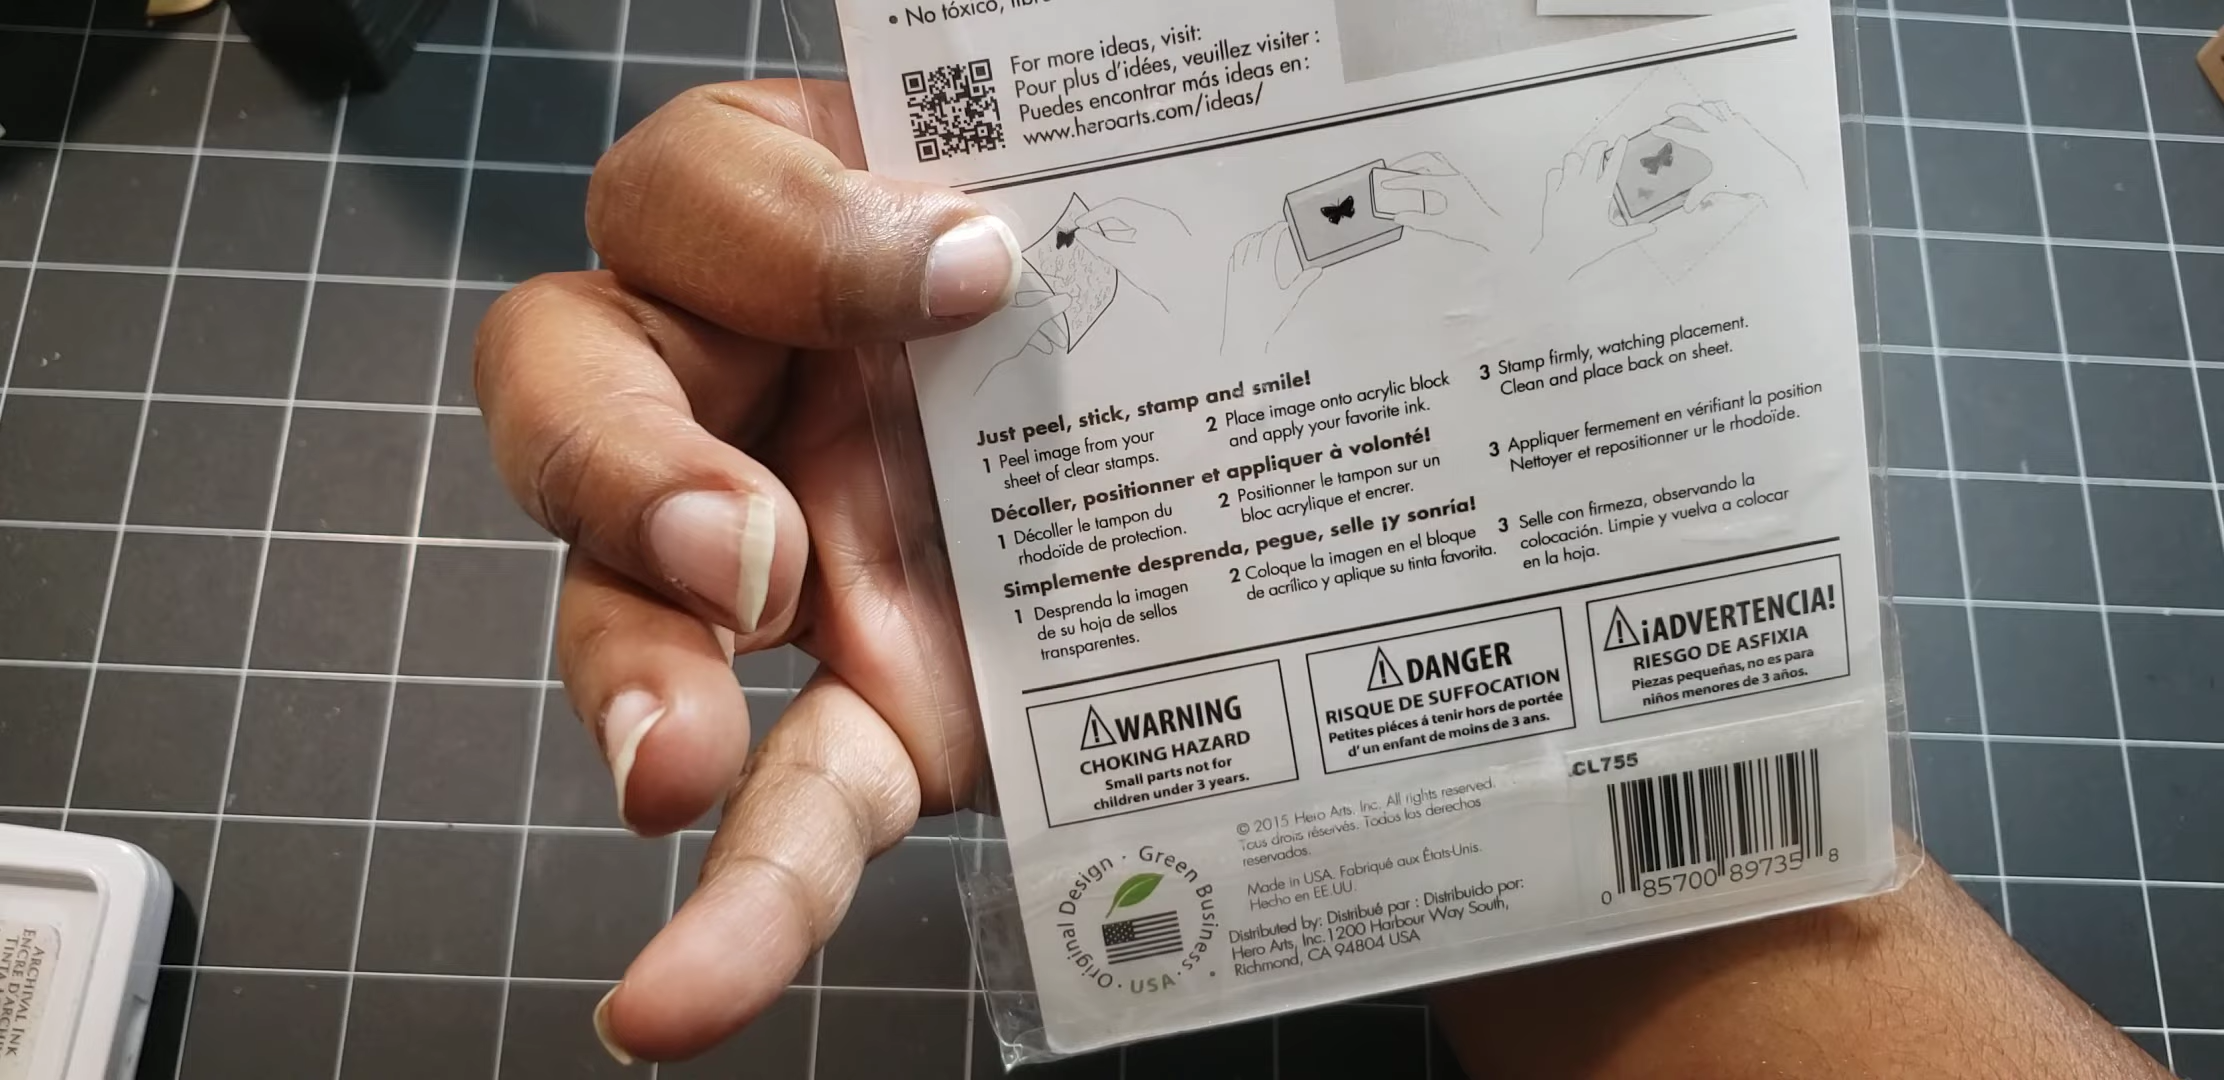 • No tóxico,
For more ideas, visit:
Pour plus d'idées, veuillez visiter :
Puedes encontrar más ideas en:
www.heroarts.com/ideas/
Just peel, stick, stamp and smile!
1 Peel image from your
sheet of clear stamps.
2 Place image onto acrylic block
and apply your favorite ink.
3 Stamp firmly, watching placement.
Clean and place back on sheet.
Décoller, positionner et appliquer à volonté!
1 Décoller le tampon du
rhodoïde de protection.
2 Positionner le tampon sur un
bloc acrylique et encrer.
3 Appliquer fermement en vérifiant la position
Nettoyer et repositionner ur le rhodoïde.
Simplemente desprenda, pegue, selle ¡y sonría!
1 Desprenda la imagen
de su hoja de sellos
transparentes.
2 Coloque la imagen en el bloque
de acrílico y aplique su tinta favorita.
3 Selle con firmeza, observando la
colocación. Limpie y vuelva a colocar
en la hoja.
WARNING
CHOKING HAZARD
Small parts not for
children under 3 years.
DANGER
RISQUE DE SUFFOCATION
Petites piéces á tenir hors de portée
d' un enfant de moins de 3 ans.
¡ADVERTENCIA!
RIESGO DE ASFIXIA
Piezas pequeñas, no es para
niños menores de 3 años.
CL755
0 85700 89735 8
Original Design · Green Business · USA ·
© 2015 Hero Arts, Inc. All rights reserved.
Tous drois réservés. Todos los derechos
reservados.
Made in USA. Fabriqué aux États-Unis.
Hecho en EE.UU.
Distributed by: Distribué par : Distribuido por:
Hero Arts, Inc. 1200 Harbour Way South,
Richmond, CA 94804 USA
ARCHIVAL INK
ENCRE D'ARCHI
TINTA